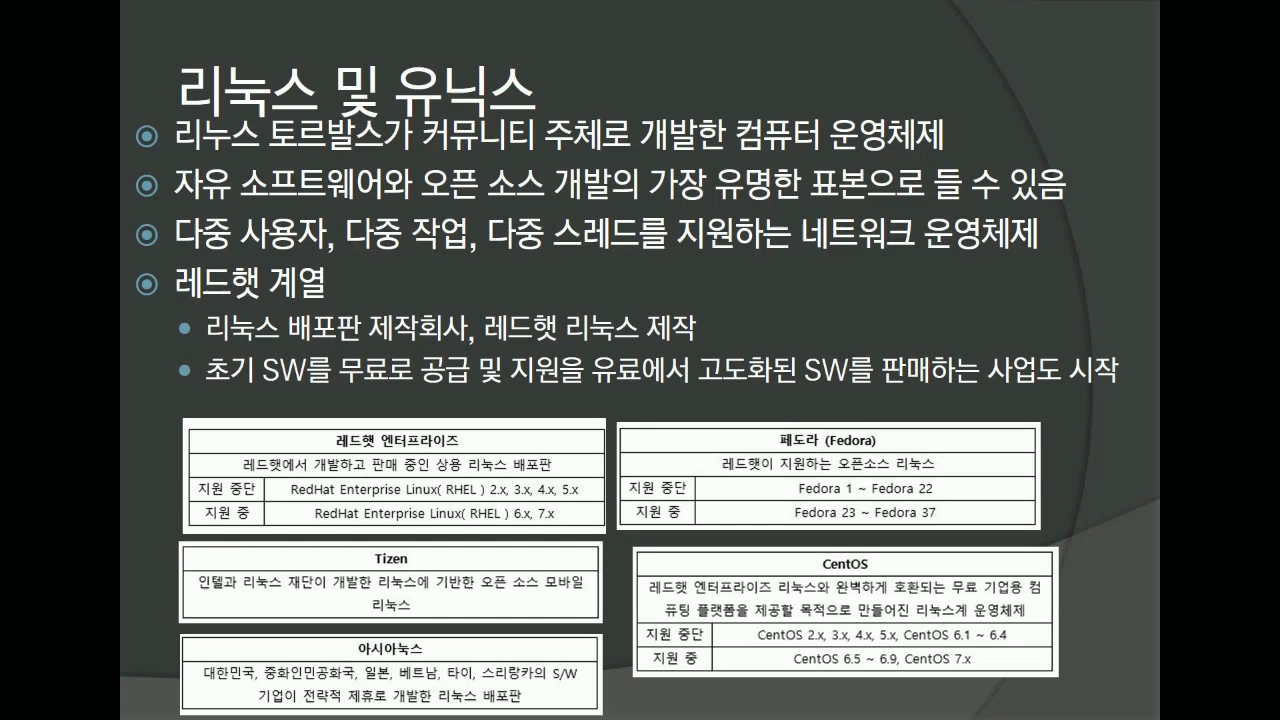 리눅스 및 유닉스
리누스 토르발스가 커뮤니티 주체로 개발한 컴퓨터 운영체제
자유 소프트웨어와 오픈 소스 개발의 가장 유명한 표본으로 들 수 있음
다중 사용자, 다중 작업, 다중 스레드를 지원하는 네트워크 운영체제
레드햇 계열
리눅스 배포판 제작회사, 레드햇 리눅스 제작
초기 SW를 무료로 공급 및 지원을 유료에서 고도화된 SW를 판매하는 사업도 시작
레드햇 엔터프라이즈
레드햇에서 개발하고 판매 중인 상용 리눅스 배포판
지원 중단 RedHat Enterprise Linux( RHEL ) 2.x, 3.x, 4.x, 5.x
지원 중 RedHat Enterprise Linux( RHEL ) 6.x, 7.x
페도라 (Fedora)
레드햇이 지원하는 오픈소스 리눅스
지원 중단 Fedora 1 ~ Fedora 22
지원 중 Fedora 23 ~ Fedora 37
Tizen
인텔과 리눅스 재단이 개발한 리눅스에 기반한 오픈 소스 모바일
리눅스
CentOS
레드햇 엔터프라이즈 리눅스와 완벽하게 호환되는 무료 기업용 컴
퓨팅 플랫폼을 제공할 목적으로 만들어진 리눅스계 운영체제
지원 중단 CentOS 2.x, 3.x, 4.x, 5.x, CentOS 6.1 ~ 6.4
지원 중 CentOS 6.5 ~ 6.9, CentOS 7.x
아시아눅스
대한민국, 중화인민공화국, 일본, 베트남, 타이, 스리랑카의 S/W
기업이 전략적 제휴로 개발한 리눅스 배포판